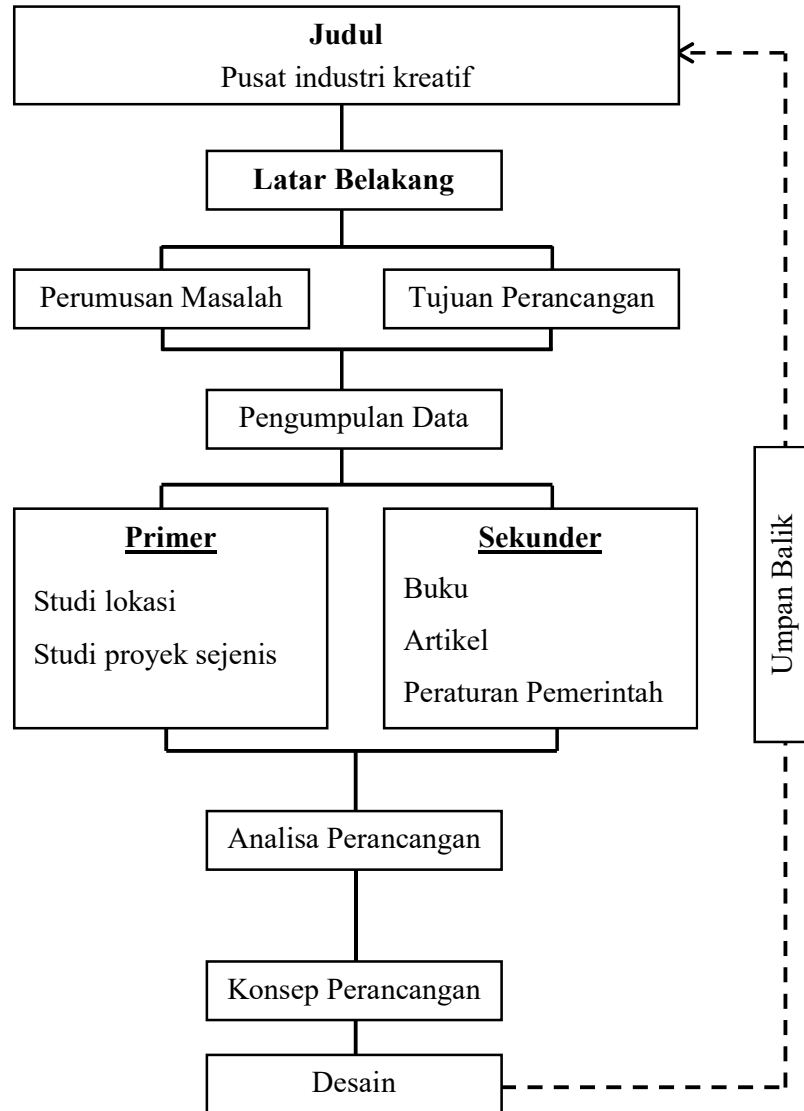 Judul
Pusat industri kreatif
Latar Belakang
Perumusan Masalah
Tujuan Perancangan
Pengumpulan Data
Primer
Studi lokasi
Studi proyek sejenis
Sekunder
Buku
Artikel
Peraturan Pemerintah
Umpan Balik
Analisa Perancangan
Konsep Perancangan
Desain